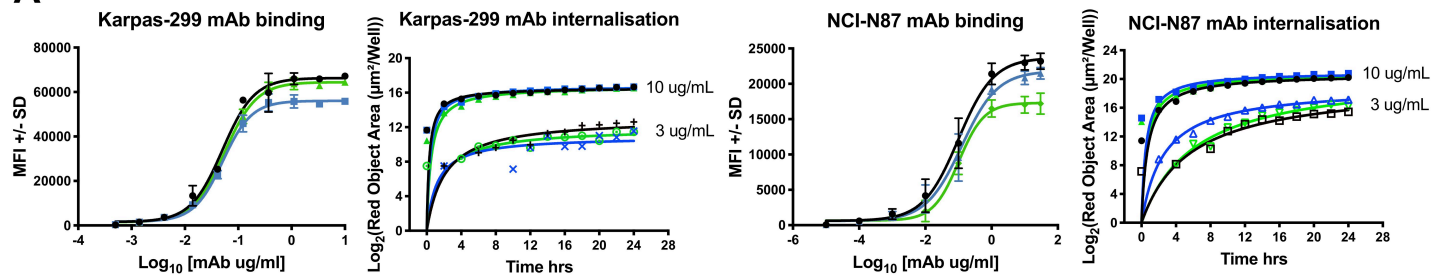 A
Karpas-299 mAb binding
MFI +/- SD
80000
60000
40000
20000
0
-4 -3 -2 -1 0 1
Log10 [mAb ug/ml]
Karpas-299 mAb internalisation
Log2(Red Object Area (µm²/Well))
20
16
12
8
4
0
10 ug/mL
3 ug/mL
0 4 8 12 16 20 24 28
Time hrs
NCI-N87 mAb binding
MFI +/- SD
25000
20000
15000
10000
5000
0
-6 -4 -2 0 2
Log10 [mAb ug/ml]
NCI-N87 mAb internalisation
Log2(Red Object Area (µm²/Well))
24
20
16
12
8
4
0
10 ug/mL
3 ug/mL
0 4 8 12 16 20 24 28
Time hrs